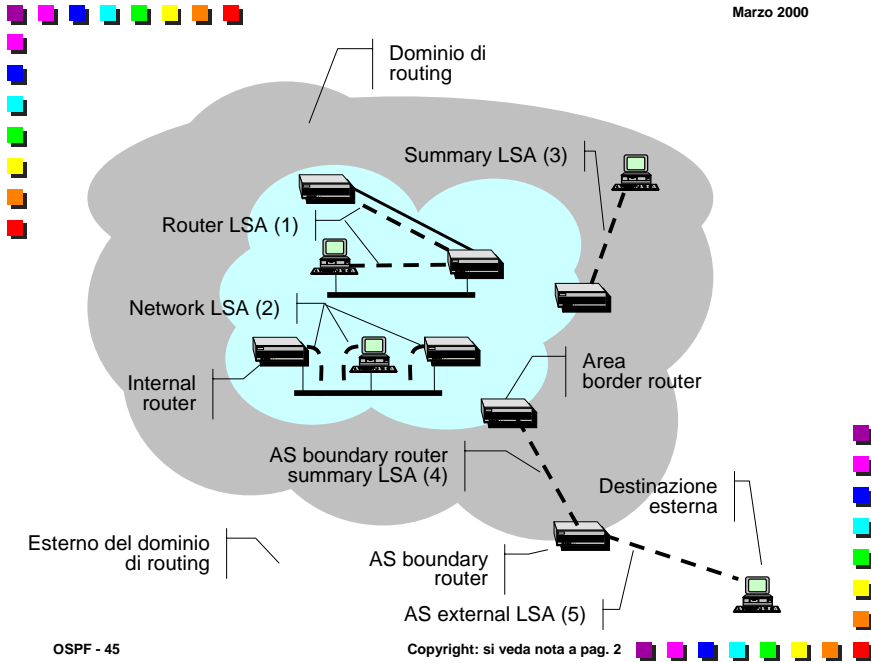 Marzo 2000
Dominio di
routing
Summary LSA (3)
Router LSA (1)
Network LSA (2)
Internal
router
Area
border router
AS boundary router
summary LSA (4)
Destinazione
esterna
Esterno del dominio
di routing
AS boundary
router
AS external LSA (5)
OSPF - 45
Copyright: si veda nota a pag. 2